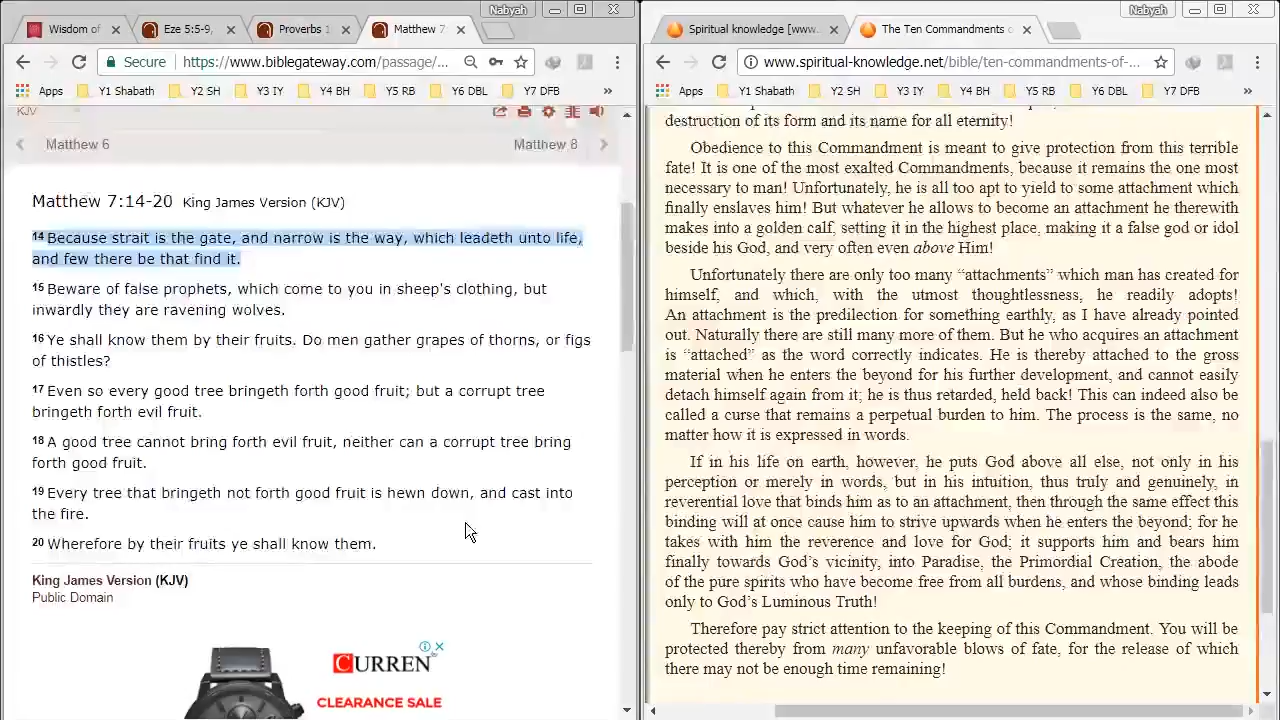 Nabyah
Wisdom of
Eze 5:5-9,
Proverbs 1
Matthew 7
Secure
https://www.biblegateway.com/passage/...
Apps Y1 Shabath Y2 SH Y3 IY Y4 BH Y5 RB Y6 DBL Y7 DFB »
KJV
Matthew 6
Matthew 8
Matthew 7:14-20 King James Version (KJV)
14 Because strait is the gate, and narrow is the way, which leadeth unto life,
and few there be that find it.
15 Beware of false prophets, which come to you in sheep's clothing, but
inwardly they are ravening wolves.
16 Ye shall know them by their fruits. Do men gather grapes of thorns, or figs
of thistles?
17 Even so every good tree bringeth forth good fruit; but a corrupt tree
bringeth forth evil fruit.
18 A good tree cannot bring forth evil fruit, neither can a corrupt tree bring
forth good fruit.
19 Every tree that bringeth not forth good fruit is hewn down, and cast into
the fire.
20 Wherefore by their fruits ye shall know them.
King James Version (KJV)
Public Domain
CURREN
CLEARANCE SALE
Nabyah
Spiritual knowledge [www.
The Ten Commandments o
www.spiritual-knowledge.net/bible/ten-commandments-of-...
Apps Y1 Shabath Y2 SH Y3 IY Y4 BH Y5 RB Y6 DBL Y7 DFB »
destruction of its form and its name for all eternity!
Obedience to this Commandment is meant to give protection from this terrible
fate! It is one of the most exalted Commandments, because it remains the one most
necessary to man! Unfortunately, he is all too apt to yield to some attachment which
finally enslaves him! But whatever he allows to become an attachment he therewith
makes into a golden calf, setting it in the highest place, making it a false god or idol
beside his God, and very often even above Him!
Unfortunately there are only too many “attachments” which man has created for
himself, and which, with the utmost thoughtlessness, he readily adopts!
An attachment is the predilection for something earthly, as I have already pointed
out. Naturally there are still many more of them. But he who acquires an attachment
is “attached” as the word correctly indicates. He is thereby attached to the gross
material when he enters the beyond for his further development, and cannot easily
detach himself again from it; he is thus retarded, held back! This can indeed also be
called a curse that remains a perpetual burden to him. The process is the same, no
matter how it is expressed in words.
If in his life on earth, however, he puts God above all else, not only in his
perception or merely in words, but in his intuition, thus truly and genuinely, in
reverential love that binds him as to an attachment, then through the same effect this
binding will at once cause him to strive upwards when he enters the beyond; for he
takes with him the reverence and love for God; it supports him and bears him
finally towards God’s vicinity, into Paradise, the Primordial Creation, the abode
of the pure spirits who have become free from all burdens, and whose binding leads
only to God’s Luminous Truth!
Therefore pay strict attention to the keeping of this Commandment. You will be
protected thereby from many unfavorable blows of fate, for the release of which
there may not be enough time remaining!